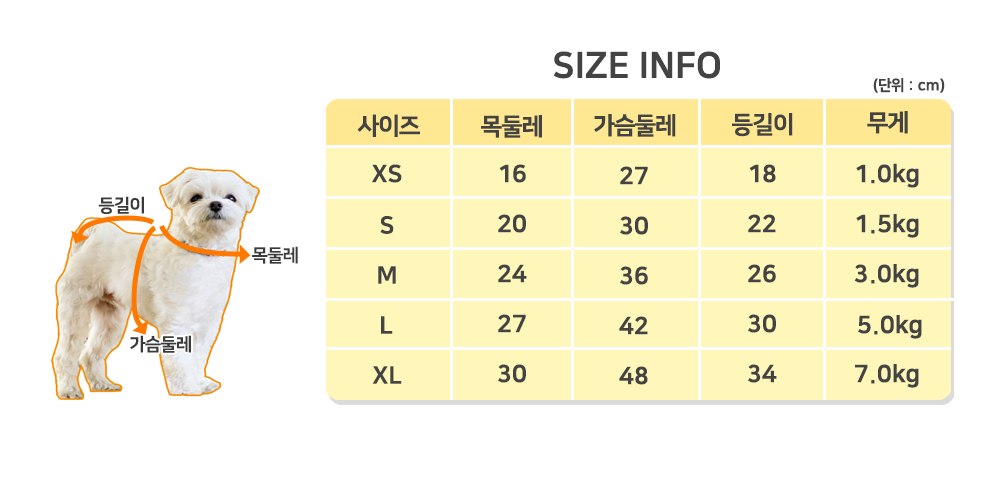 SIZE INFO
(단위 : cm)
사이즈 목둘레 가슴둘레 등길이 무게
XS 16 27 18 1.0kg
S 20 30 22 1.5kg
M 24 36 26 3.0kg
L 27 42 30 5.0kg
XL 30 48 34 7.0kg
등길이
목둘레
가슴둘레